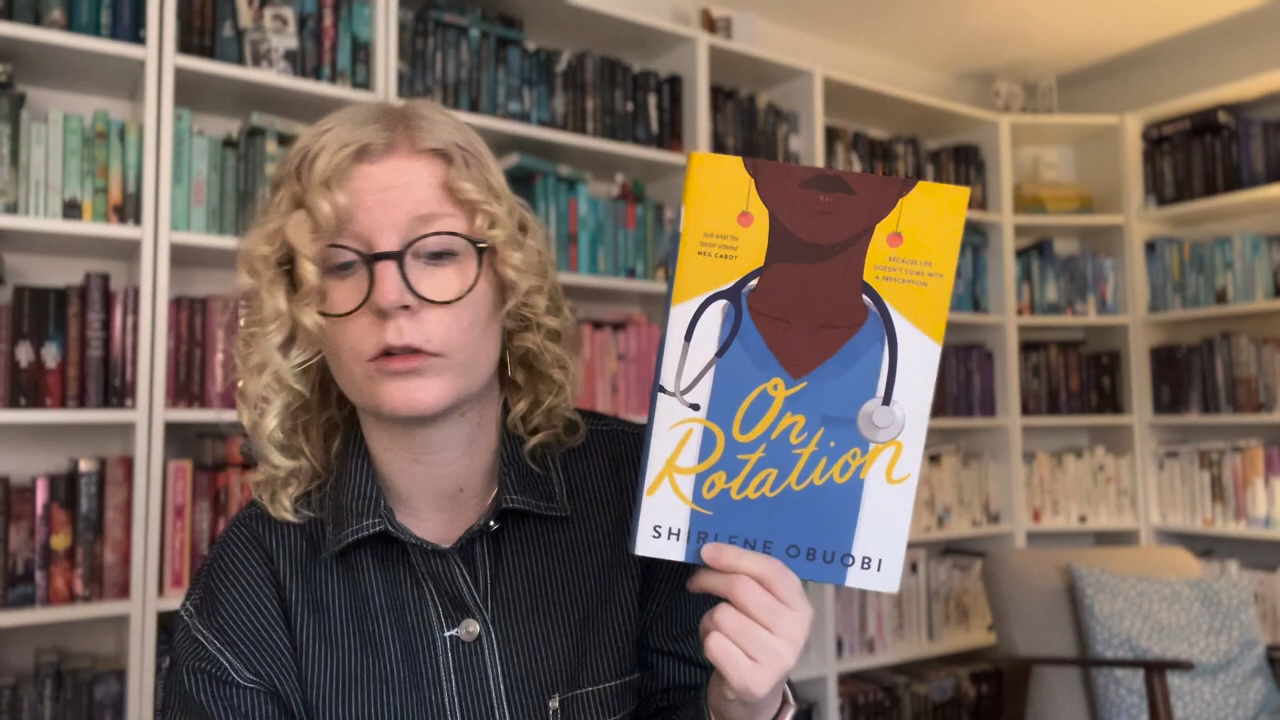 Just what the
doctor ordered
MEG CABOT
BECAUSE LIFE
DOESN'T COME WITH
A PRESCRIPTION
On
Rotation
SHIRLENE OBUOBI